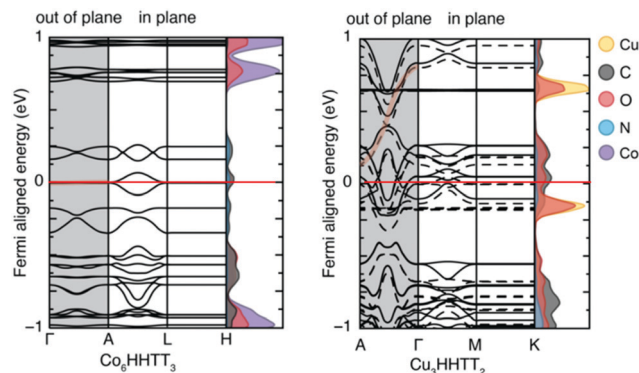 out of plane in plane
out of plane in plane
Fermi aligned energy (eV)
1
0
−1
Γ A L H
Co₆HHTT₃
Fermi aligned energy (eV)
1
0
−1
A Γ M K
Cu₃HHTT₂
Cu
C
O
N
Co